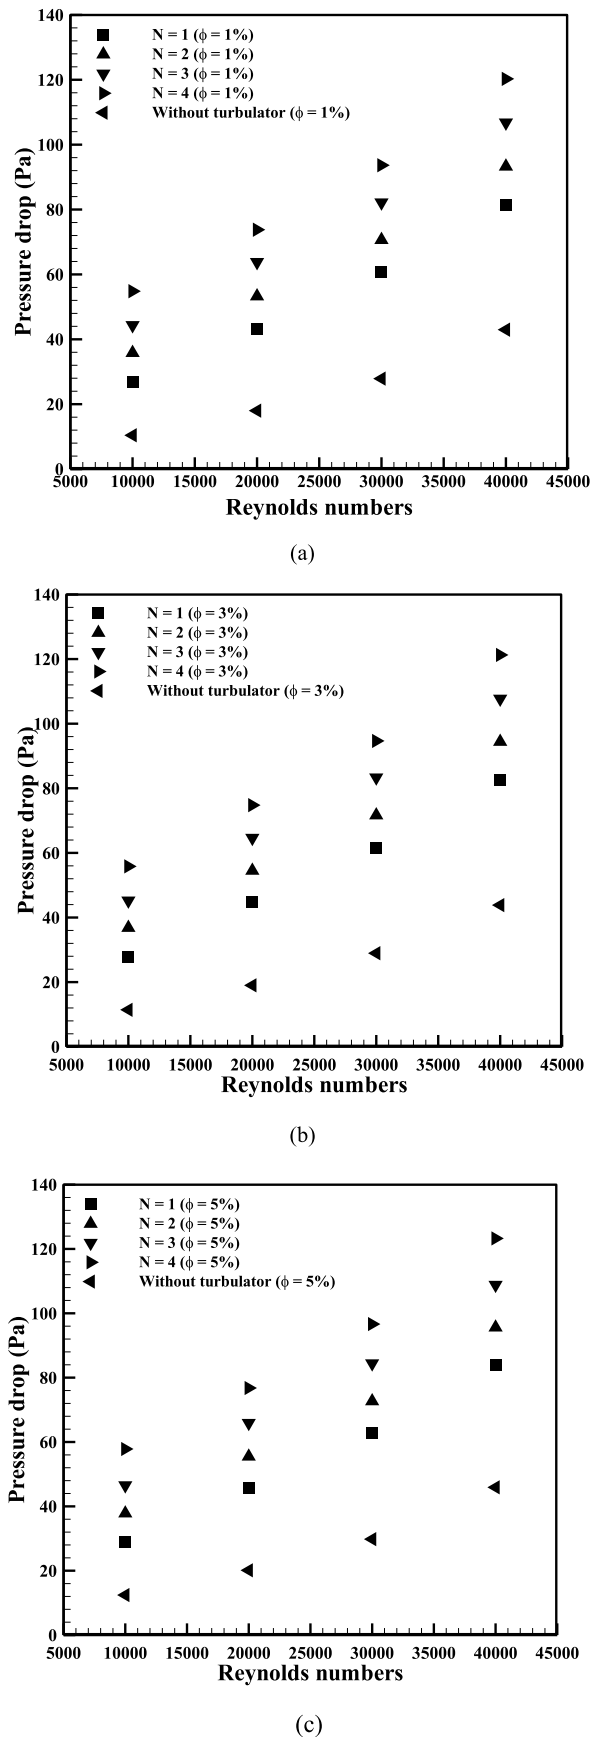 140
N = 1 (ϕ = 1%)
N = 2 (ϕ = 1%)
N = 3 (ϕ = 1%)
N = 4 (ϕ = 1%)
Without turbulator (ϕ = 1%)
120
100
80
60
40
20
0
Pressure drop (Pa)
5000 10000 15000 20000 25000 30000 35000 40000 45000
Reynolds numbers
(a)
140
N = 1 (ϕ = 3%)
N = 2 (ϕ = 3%)
N = 3 (ϕ = 3%)
N = 4 (ϕ = 3%)
Without turbulator (ϕ = 3%)
120
100
80
60
40
20
0
Pressure drop (Pa)
5000 10000 15000 20000 25000 30000 35000 40000 45000
Reynolds numbers
(b)
140
N = 1 (ϕ = 5%)
N = 2 (ϕ = 5%)
N = 3 (ϕ = 5%)
N = 4 (ϕ = 5%)
Without turbulator (ϕ = 5%)
120
100
80
60
40
20
0
Pressure drop (Pa)
5000 10000 15000 20000 25000 30000 35000 40000 45000
Reynolds numbers
(c)